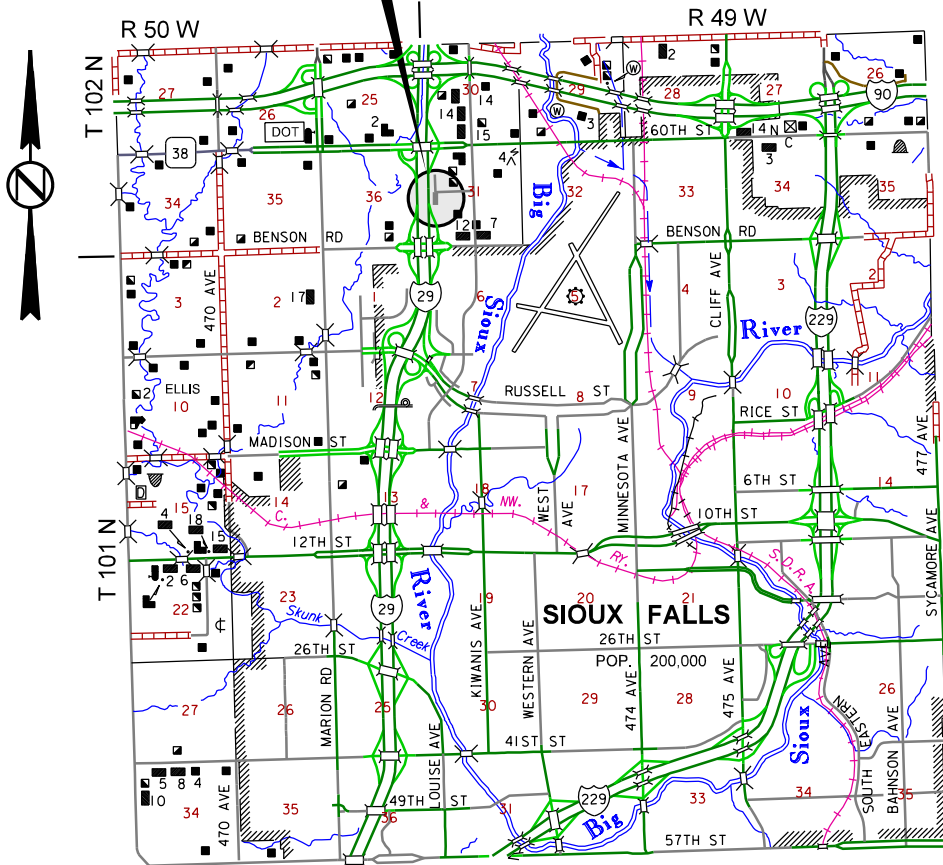 R 50 W
R 49 W
T 102 N
27
26
25
30
14
14
15
2
29
W
W
2
28
27
26
90
DOT
38
4
3
60TH ST
14 N
C
3
34
35
36
31
32
33
34
35
12
7
BENSON RD
BENSON RD
Big
470 AVE
3
2
17
1
29
6
Sioux
5
4
CLIFF AVE
3
2
River
229
ELLIS
2
10
11
12
7
RUSSELL ST
8
9
10
11
RICE ST
MADISON ST
MINNESOTA AVE
477 AVE
15
14
13
18
17
WEST AVE
6TH ST
14
C. & NW. RY.
10TH ST
4
18
15
12TH ST
T 101 N
2
6
22
23
Skunk Creek
29
River
19
20
21
S.D.R.A.
SYCAMORE AVE
SIOUX FALLS
26TH ST
26TH ST
POP. 200,000
KIWANIS AVE
WESTERN AVE
474 AVE
475 AVE
27
26
25
30
29
28
26
MARION RD
LOUISE AVE
41ST ST
Sioux
EASTERN
SOUTH
BAHNSON AVE
5
8
4
10
34
470 AVE
35
36
49TH ST
31
229
Big
33
34
35
57TH ST